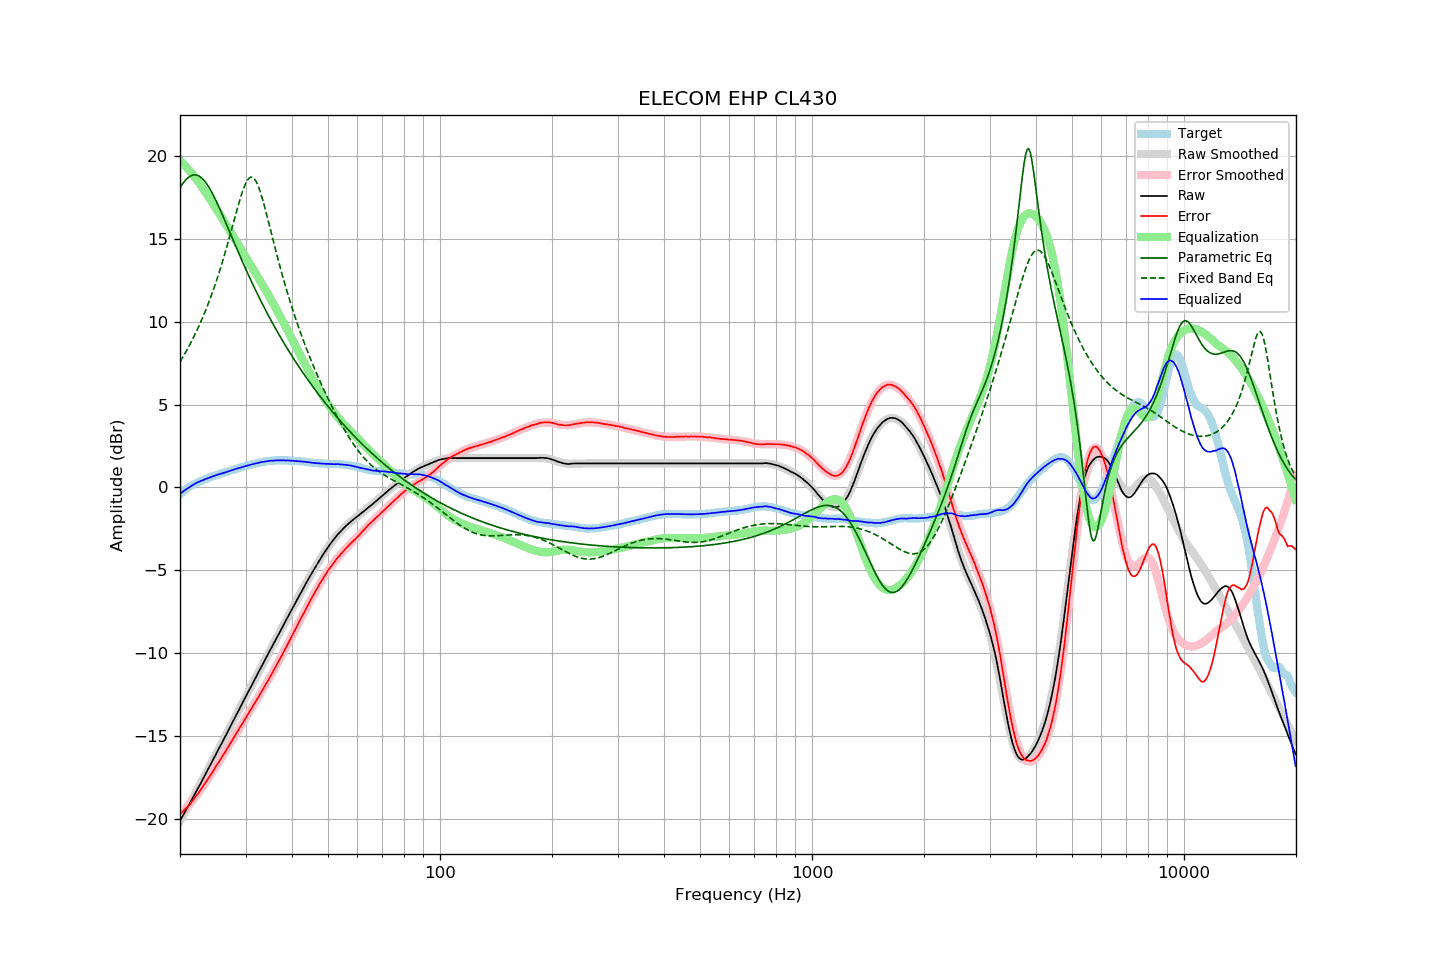 ELECOM EHP CL430
Target
Raw Smoothed
Error Smoothed
Raw
Error
Equalization
Parametric Eq
Fixed Band Eq
Equalized
Amplitude (dBr)
20
15
10
5
0
−5
−10
−15
−20
100
1000
10000
Frequency (Hz)